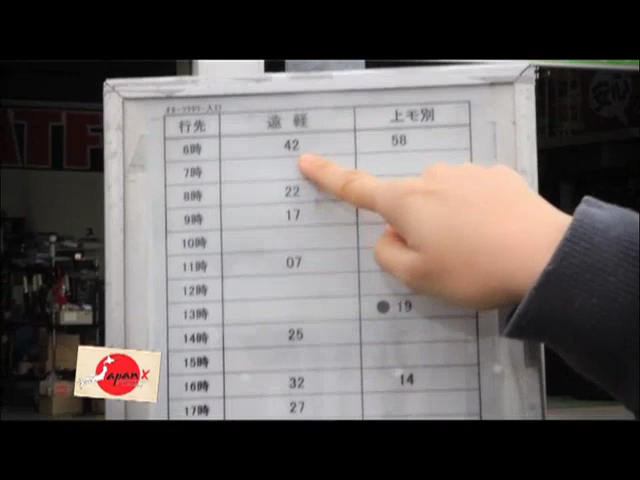 行先 遠軽 上モ別
6時 42 58
7時
8時 22
9時 17
10時
11時 07
12時
13時 ● 19
14時 25
15時
16時 32 14
17時 27
Japan X